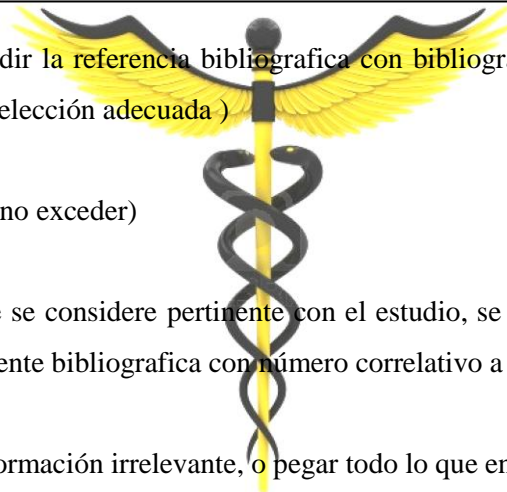 dir la referencia bibliografica con bibliogr
elección adecuada )
no exceder)
se considere pertinente con el estudio, se
ente bibliografica con número correlativo a
ormación irrelevante, o pegar todo lo que en